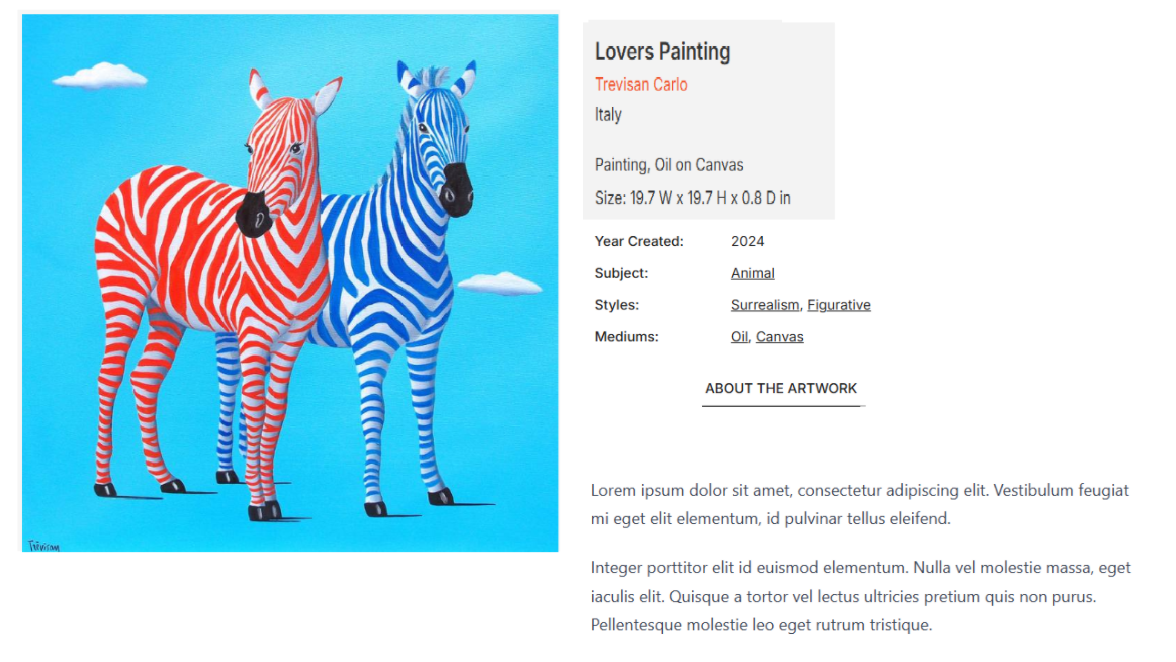 Lovers Painting
Trevisan Carlo
Italy
Painting, Oil on Canvas
Size: 19.7 W x 19.7 H x 0.8 D in
Year Created: 2024
Subject: Animal
Styles: Surrealism, Figurative
Mediums: Oil, Canvas
ABOUT THE ARTWORK
Lorem ipsum dolor sit amet, consectetur adipiscing elit. Vestibulum feugiat
mi eget elit elementum, id pulvinar tellus eleifend.
Integer porttitor elit id euismod elementum. Nulla vel molestie massa, eget
iaculis elit. Quisque a tortor vel lectus ultricies pretium quis non purus.
Pellentesque molestie leo eget rutrum tristique.
Trevisan